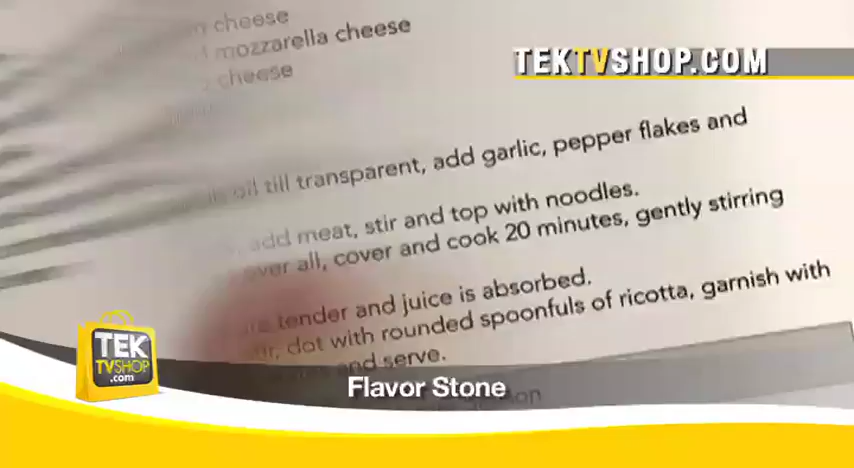 cheese
mozzarella cheese
cheese
TEKTVSHOP.COM
oil till transparent, add garlic, pepper flakes and
add meat, stir and top with noodles.
over all, cover and cook 20 minutes, gently stirring
tender and juice is absorbed.
dot with rounded spoonfuls of ricotta, garnish with
and serve.
TEK
TVSHOP
.com
Flavor Stone